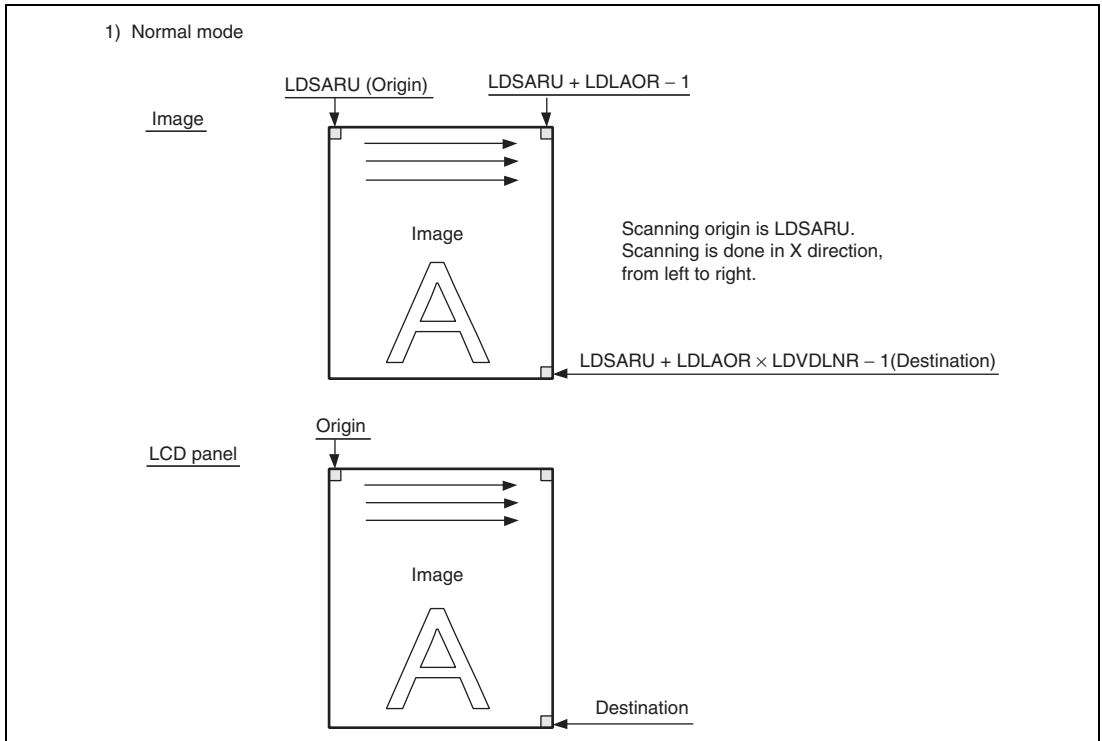 1) Normal mode
LDSARU (Origin)
LDSARU + LDLAOR − 1
Image
Image
A
Scanning origin is LDSARU.
Scanning is done in X direction,
from left to right.
LDSARU + LDLAOR × LDVDLNR − 1(Destination)
Origin
LCD panel
Image
A
Destination